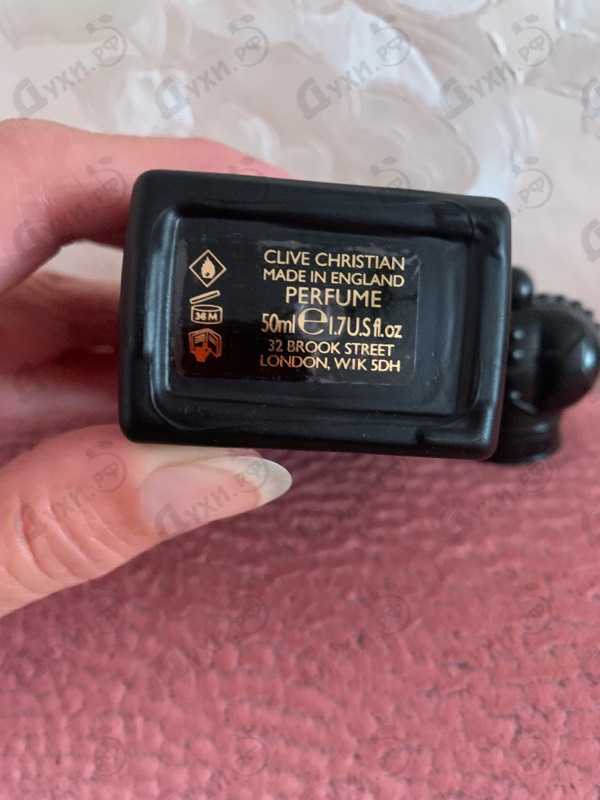 CLIVE CHRISTIAN
MADE IN ENGLAND
PERFUME
50ml e 1.7U.S fl.oz
32 BROOK STREET
LONDON, W1K 5DH
36 M
Духи.РФ